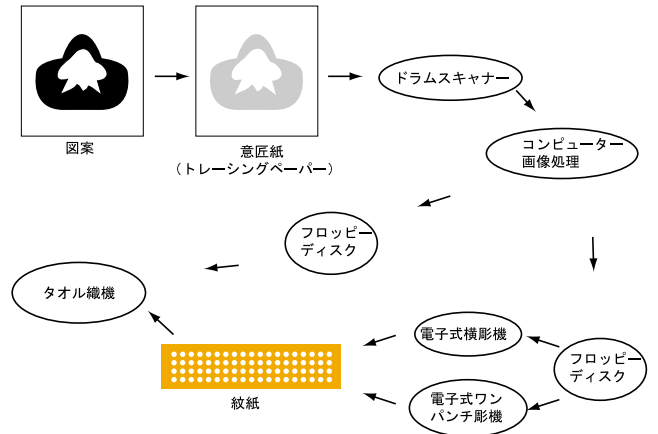 図案
意匠紙
（トレーシングペーパー）
ドラムスキャナー
コンピューター
画像処理
フロッピー
ディスク
タオル織機
電子式横彫機
フロッピー
ディスク
電子式ワン
パンチ彫機
紋紙